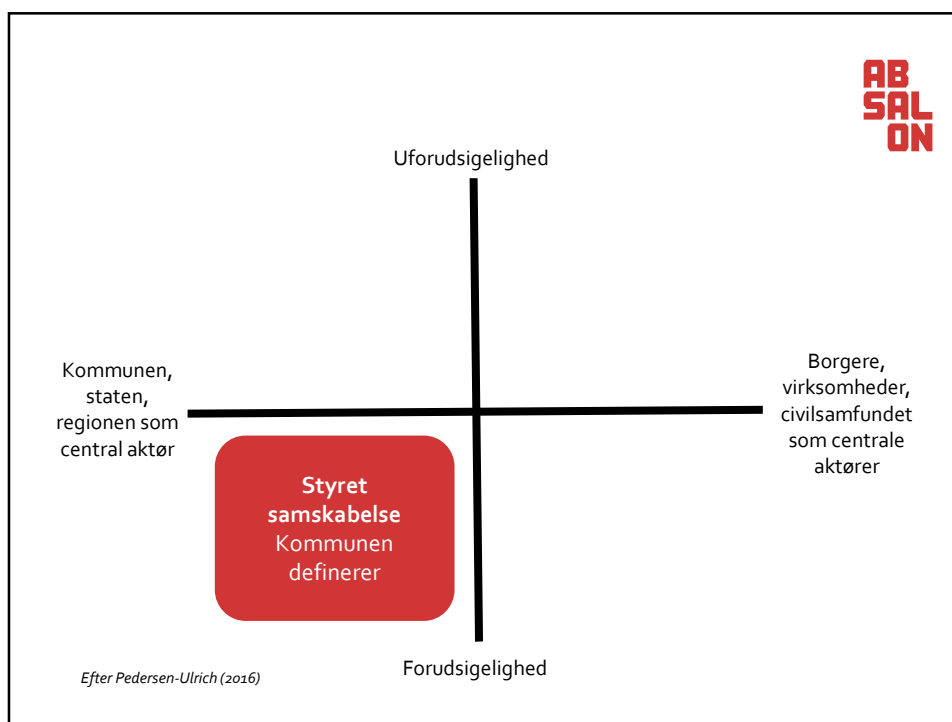 AB
SAL
ON
Uforudsigelighed
Kommunen,
staten,
regionen som
central aktør
Borgere,
virksomheder,
civilsamfundet
som centrale
aktører
Styret
samskabelse
Kommunen
definerer
Forudsigelighed
Efter Pedersen-Ulrich (2016)